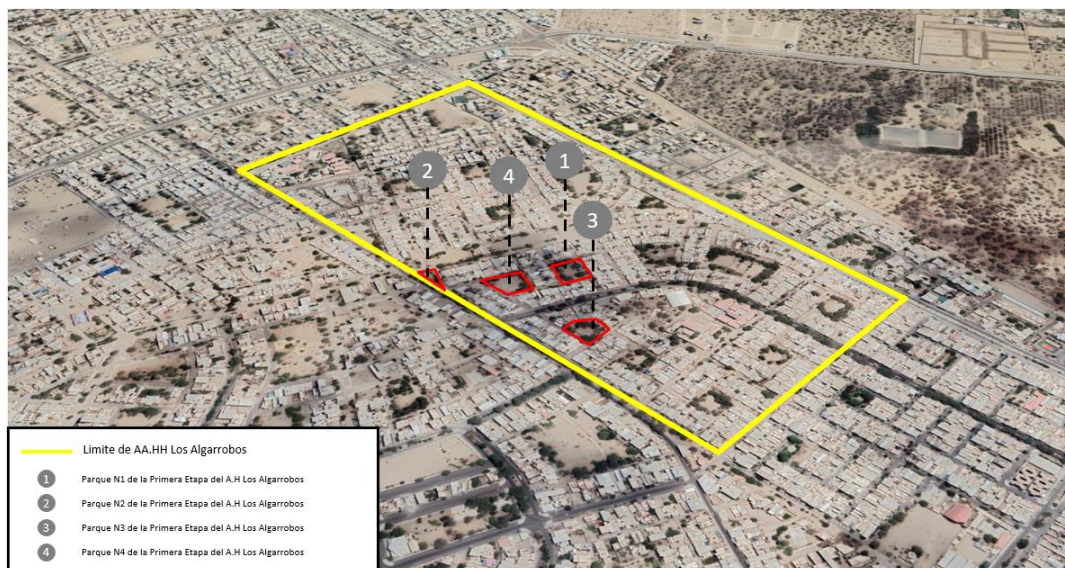 2
4
1
3
Limite de AA.HH Los Algarrobos
1 Parque N1 de la Primera Etapa del A.H Los Algarrobos
2 Parque N2 de la Primera Etapa del A.H Los Algarrobos
3 Parque N3 de la Primera Etapa del A.H Los Algarrobos
4 Parque N4 de la Primera Etapa del A.H Los Algarrobos